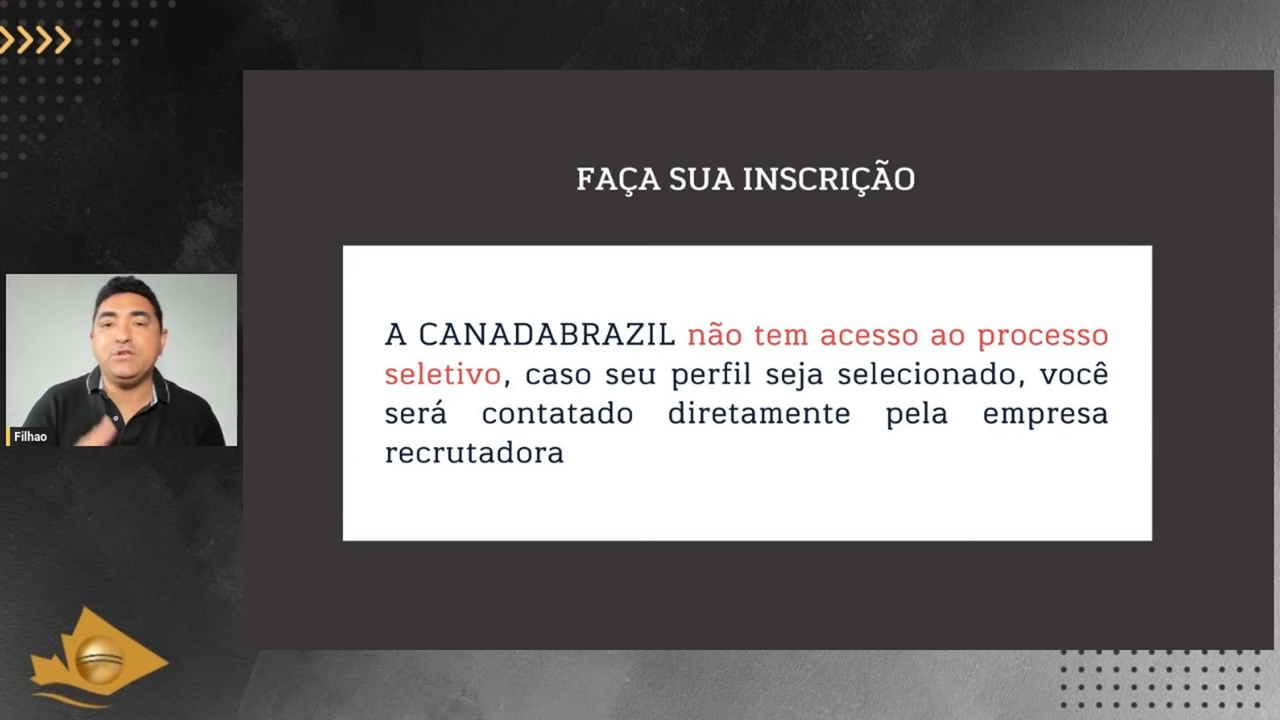 FAÇA SUA INSCRIÇÃO
A CANADABRAZIL não tem acesso ao processo
seletivo, caso seu perfil seja selecionado, você
será contatado diretamente pela empresa
recrutadora
Filhao